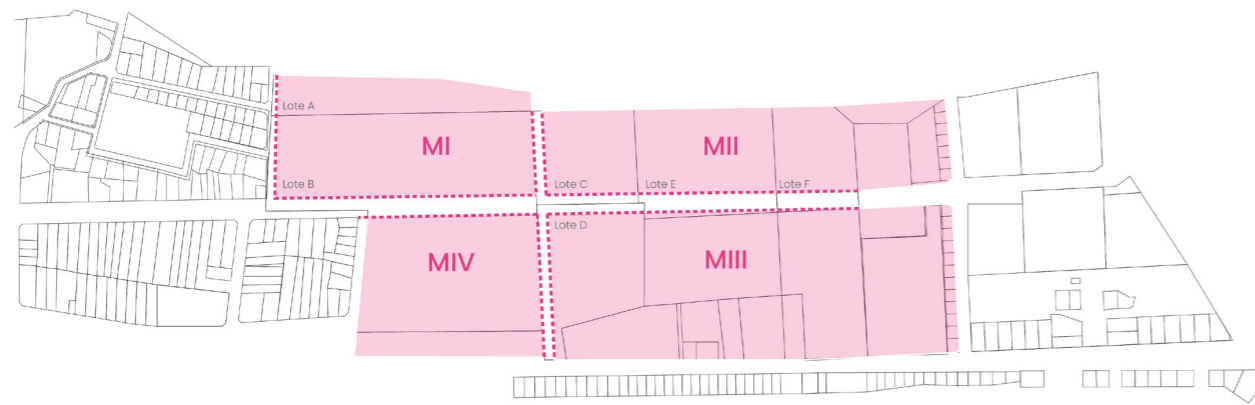 Lote A
MI
MII
Lote B
Lote C
Lote E
Lote F
Lote D
MIV
MIII